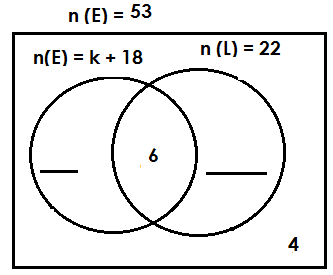 n (E) = 53
n(E) = k + 18
n (L) = 22
6
4